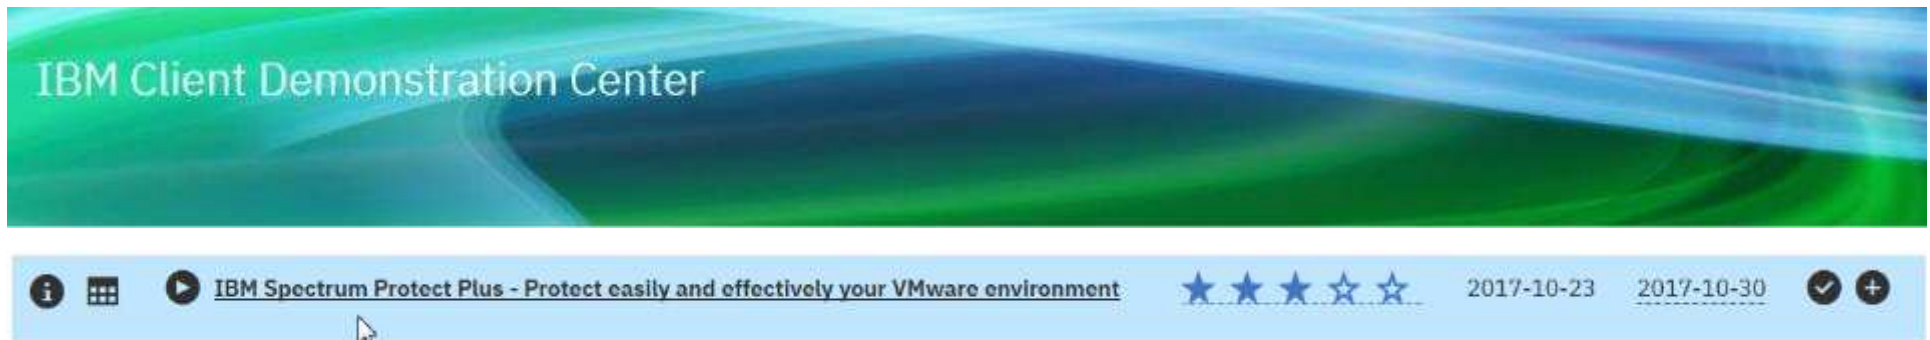 IBM Client Demonstration Center
IBM Spectrum Protect Plus - Protect easily and effectively your VMware environment 2017-10-23 2017-10-30